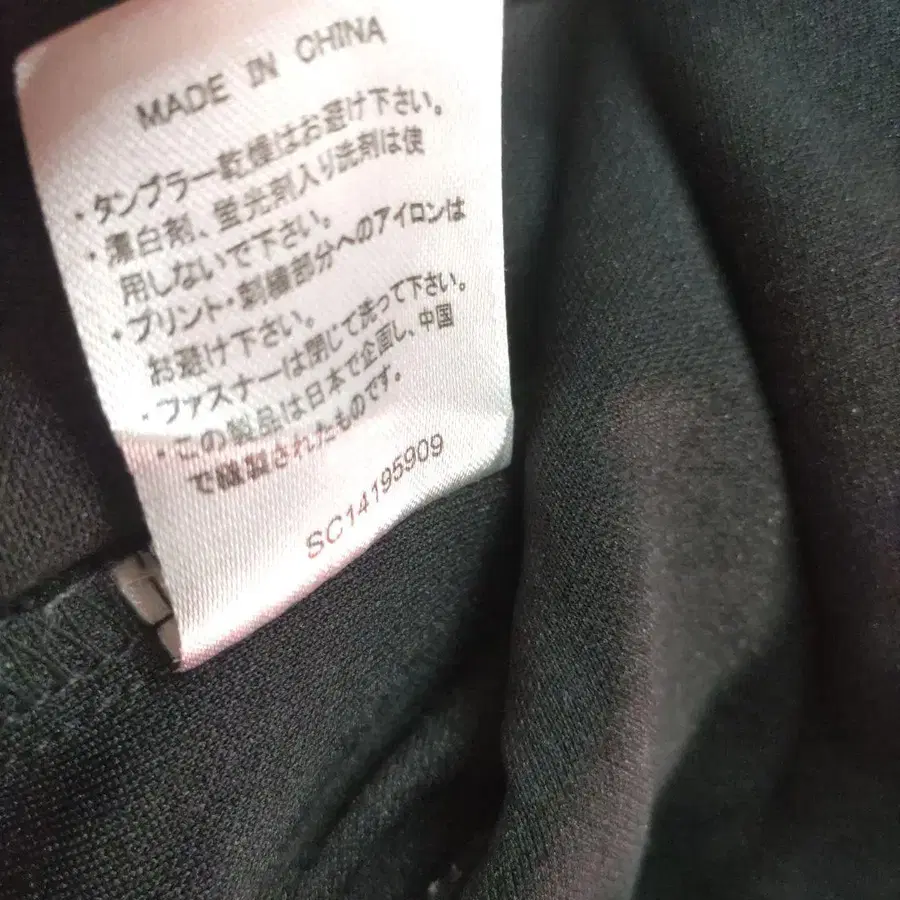 MADE IN CHINA
・タンブラー乾燥はお避け下さい。
・漂白剤、蛍光剤入り洗剤は使
用しないで下さい。
・プリント・刺繍部分へのアイロンは
お避け下さい。
・ファスナーは閉じて洗って下さい。
・この製品は日本で企画し、中国
で縫製されたものです。
SC14195909